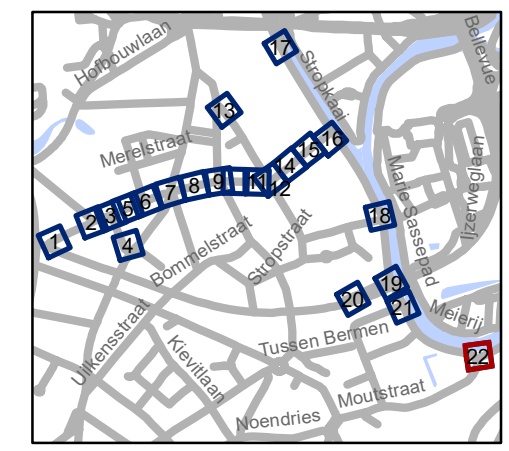 Hofbouwlaan
17
Stropkaai
Bellevue
13
Merelstraat
16
15
14
11
12
9
8
7
6
5
3
2
1
4
Bommelstraat
Stropstraat
18
Marie Sassepad
Ijzerweglaan
19
20
21
Meierij
Uilkensstraat
Kievitlaan
Tussen Bermen
22
Moutstraat
Noendries